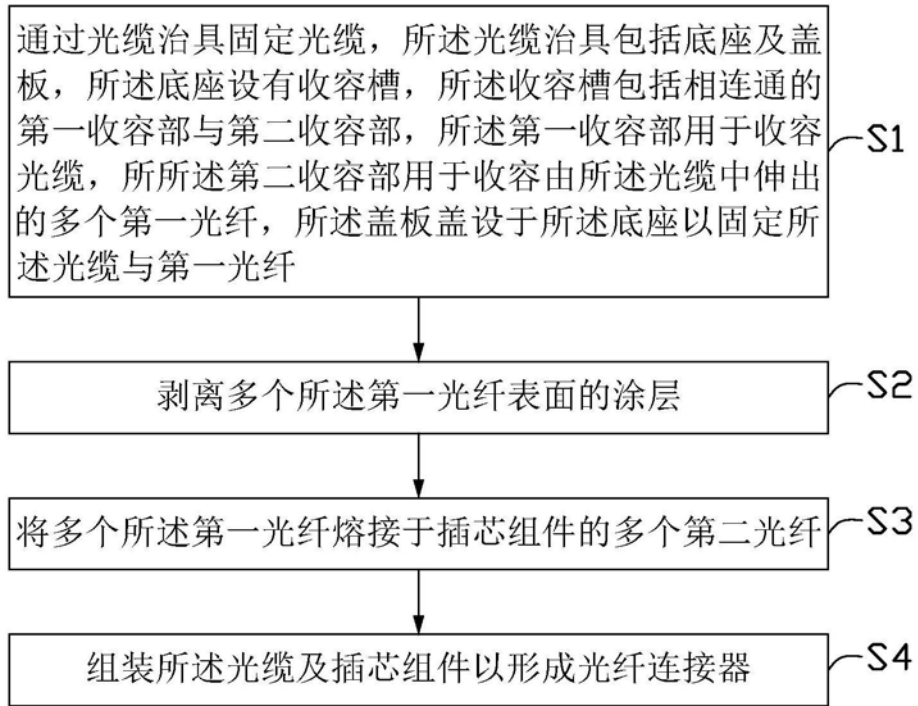 通过光缆治具固定光缆，所述光缆治具包括底座及盖
板，所述底座设有收容槽，所述收容槽包括相连通的
第一收容部与第二收容部，所述第一收容部用于收容
光缆，所所述第二收容部用于收容由所述光缆中伸出
的多个第一光纤，所述盖板盖设于所述底座以固定所
述光缆与第一光纤
S1
剥离多个所述第一光纤表面的涂层
S2
将多个所述第一光纤熔接于插芯组件的多个第二光纤
S3
组装所述光缆及插芯组件以形成光纤连接器
S4